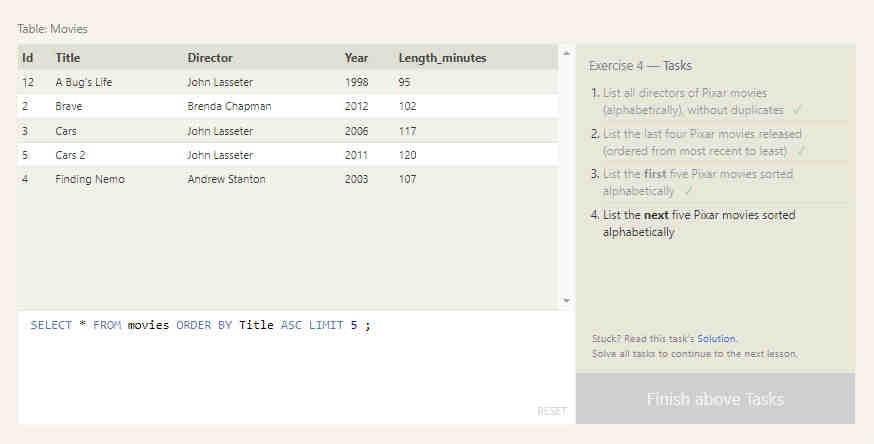 Table: Movies
Id Title Director Year Length_minutes
12 A Bug's Life John Lasseter 1998 95
2 Brave Brenda Chapman 2012 102
3 Cars John Lasseter 2006 117
5 Cars 2 John Lasseter 2011 120
4 Finding Nemo Andrew Stanton 2003 107
SELECT * FROM movies ORDER BY Title ASC LIMIT 5 ;
RESET
Exercise 4 — Tasks
1. List all directors of Pixar movies
(alphabetically), without duplicates ✓
2. List the last four Pixar movies released
(ordered from most recent to least) ✓
3. List the first five Pixar movies sorted
alphabetically ✓
4. List the next five Pixar movies sorted
alphabetically
Stuck? Read this task's Solution.
Solve all tasks to continue to the next lesson.
Finish above Tasks